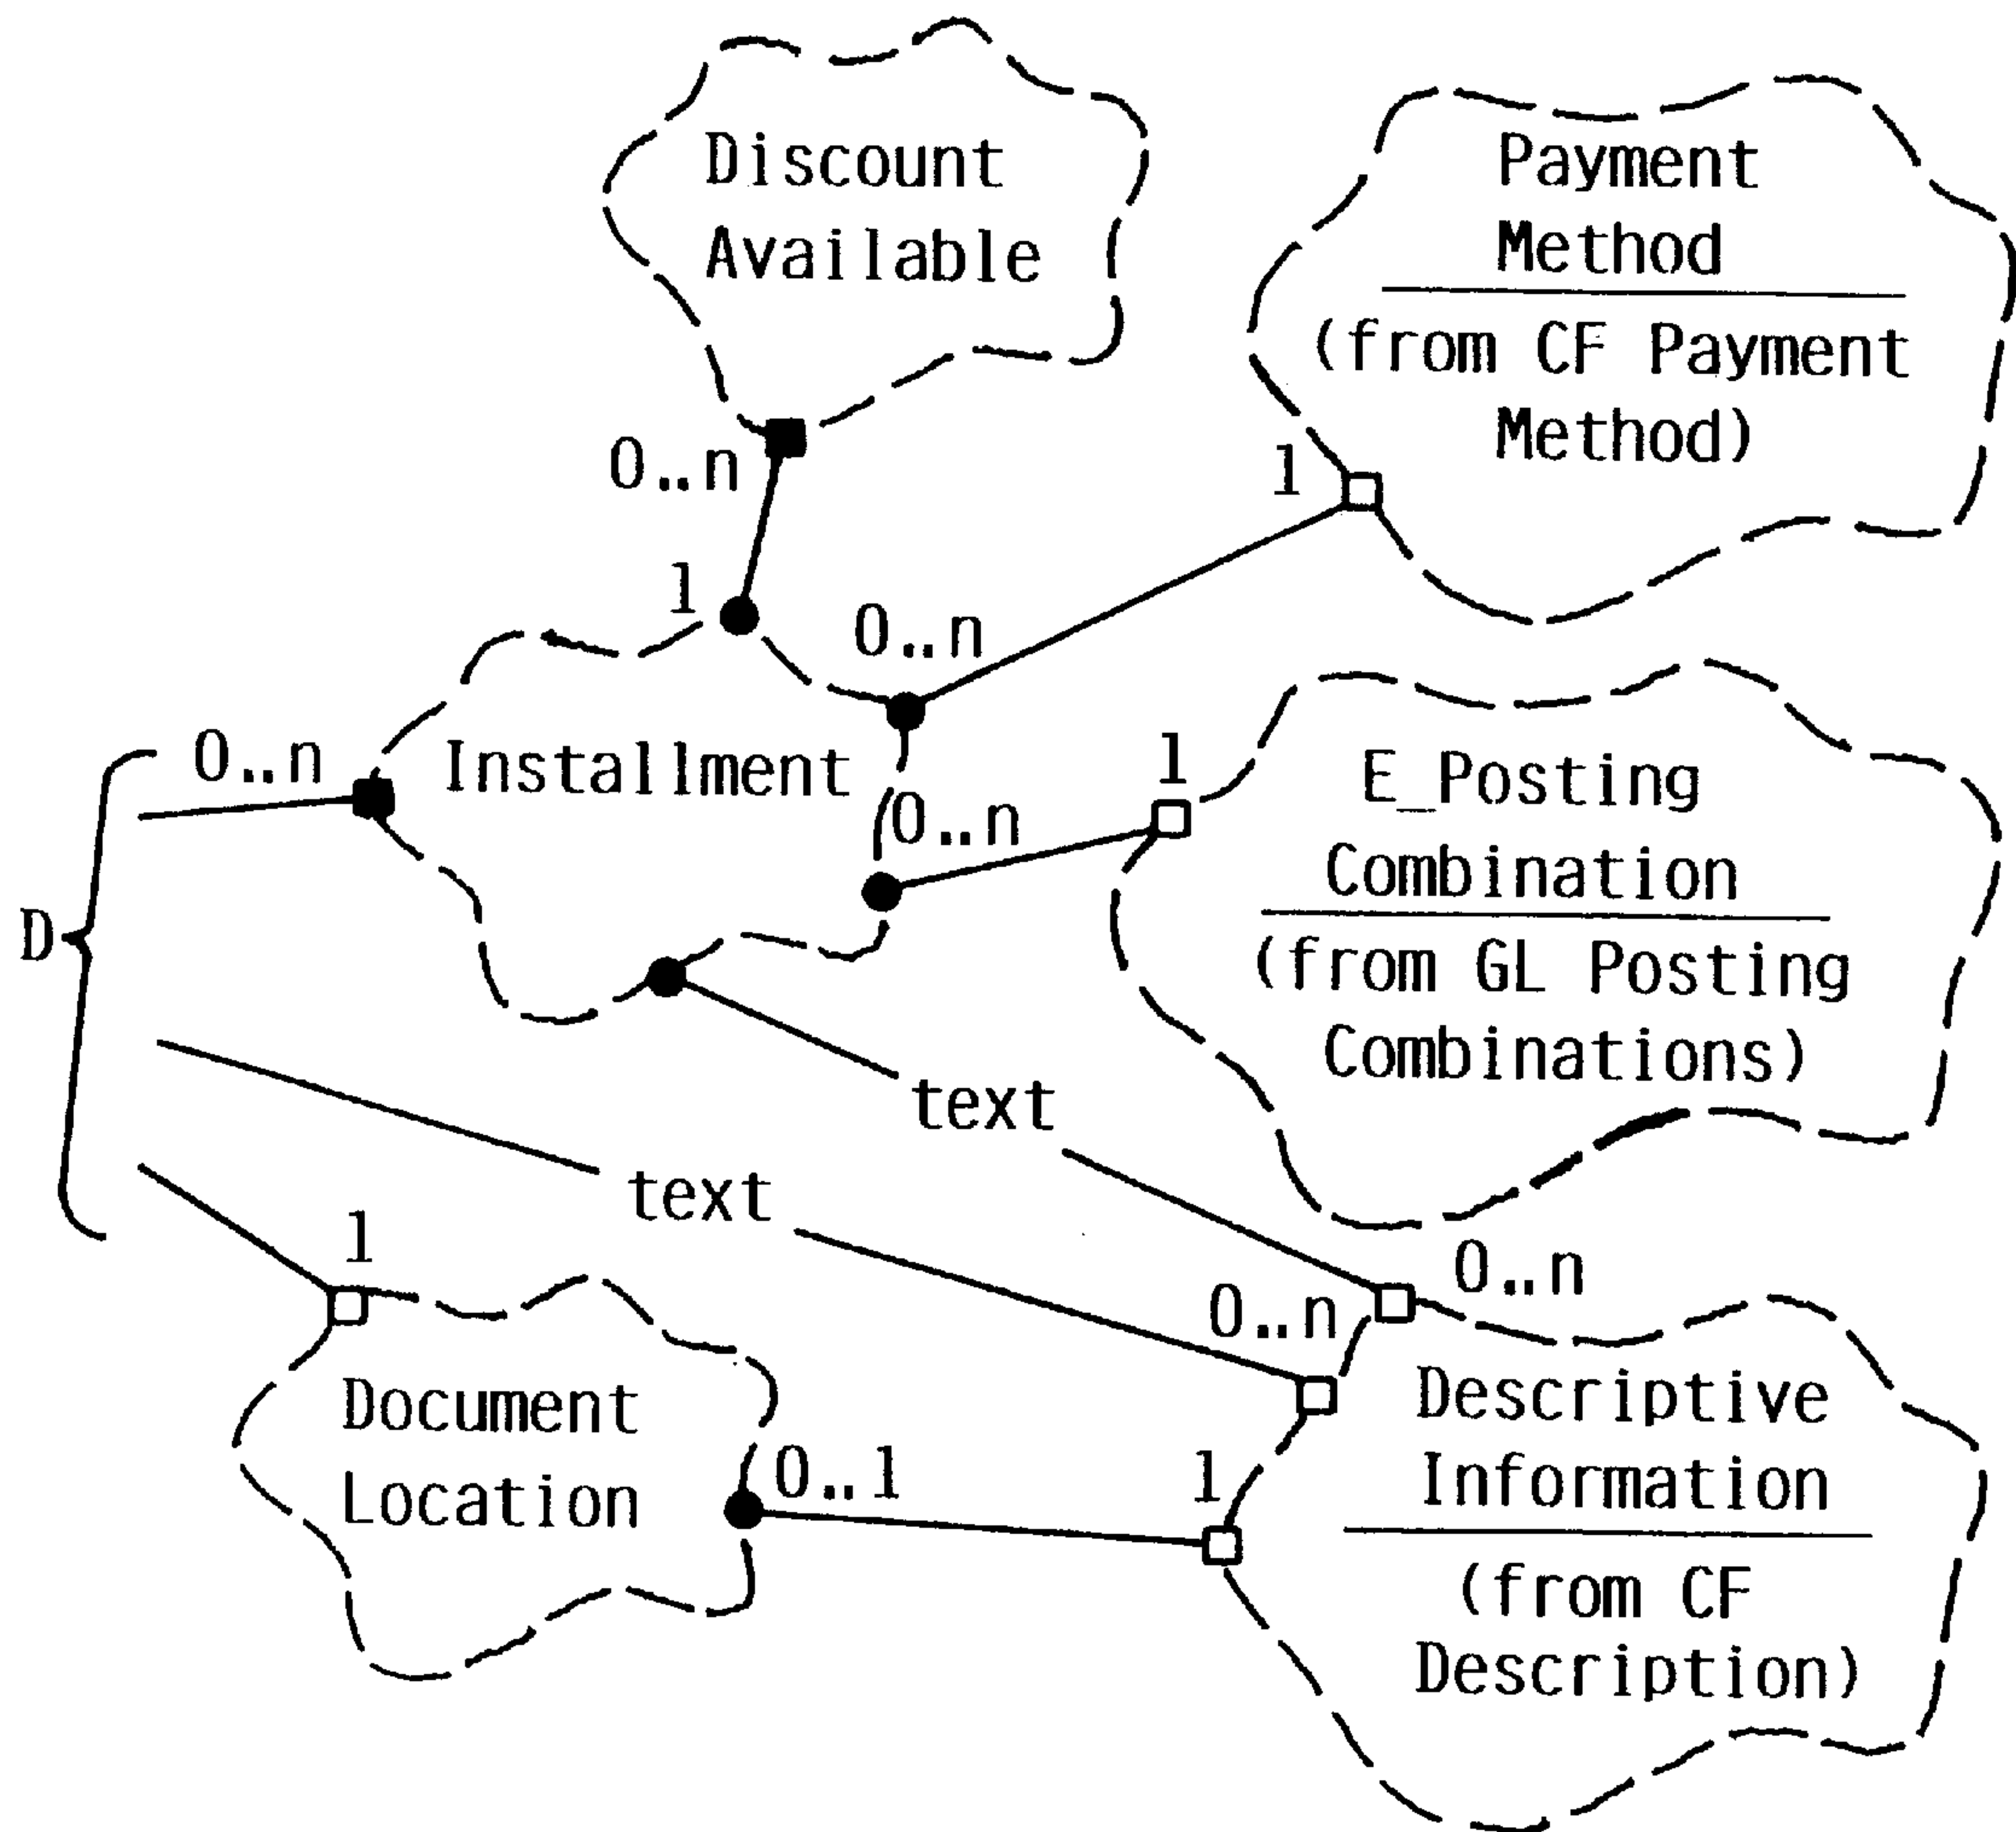 Discount
Available
Payment
Method
(from CF Payment
Method)
0..n
1
1
0..n
0..n
Installment
1
0..n
E_Posting
Combination
(from GL Posting
Combinations)
D
text
text
1
0..n
0..n
Document
Location
0..1
1
Descriptive
Information
(from CF
Description)